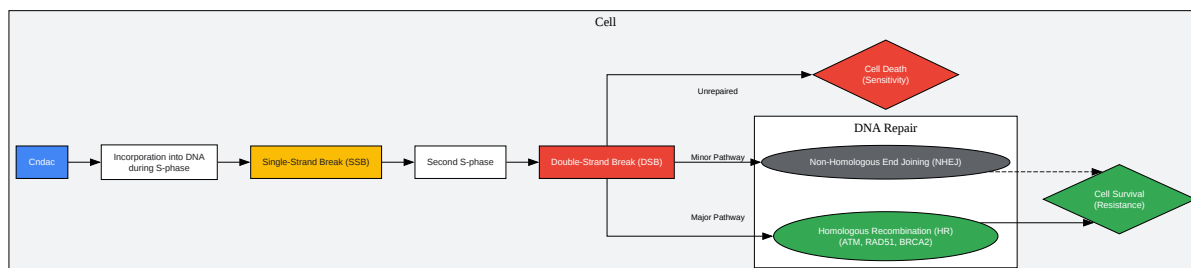 Cell
Cell Death
(Sensitivity)
Unrepaired
DNA Repair
Cndac
Incorporation into DNA
during S-phase
Single-Strand Break (SSB)
Second S-phase
Double-Strand Break (DSB)
Minor Pathway
Non-Homologous End Joining (NHEJ)
Cell Survival
(Resistance)
Major Pathway
Homologous Recombination (HR)
(ATM, RAD51, BRCA2)